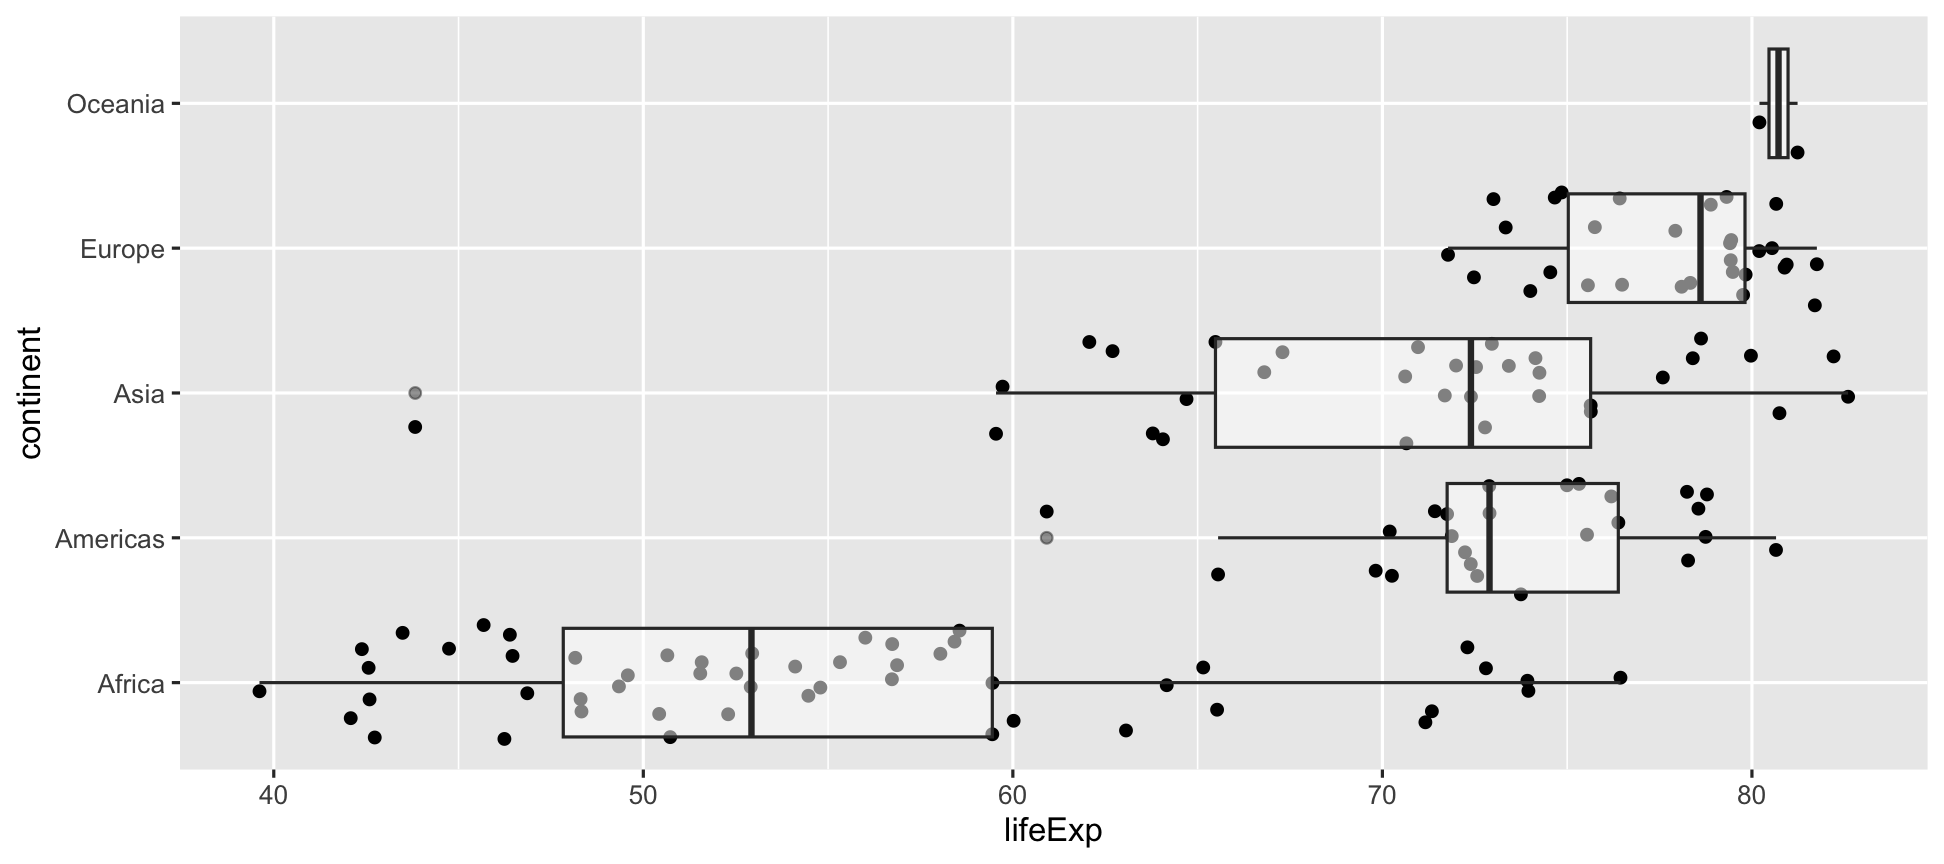 Oceania
Europe
Asia
Americas
Africa
continent
40 50 60 70 80
lifeExp